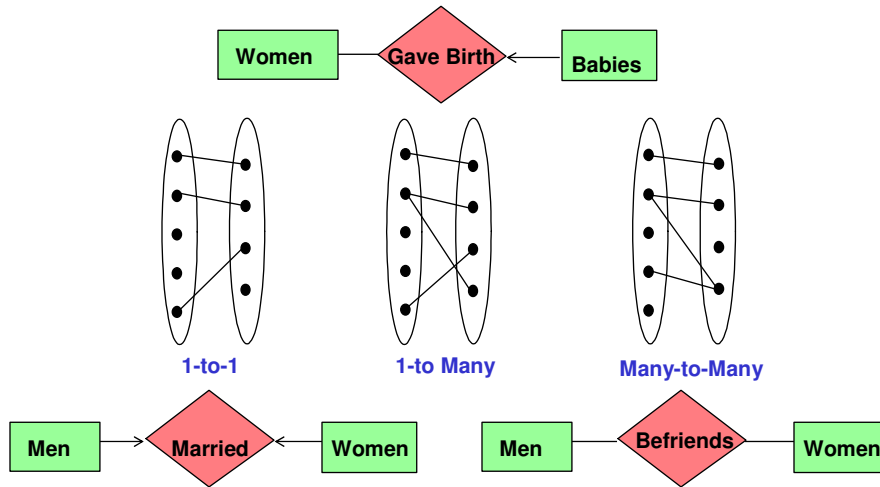 Women
Gave Birth
Babies
1-to-1
1-to Many
Many-to-Many
Men
Married
Women
Men
Befriends
Women